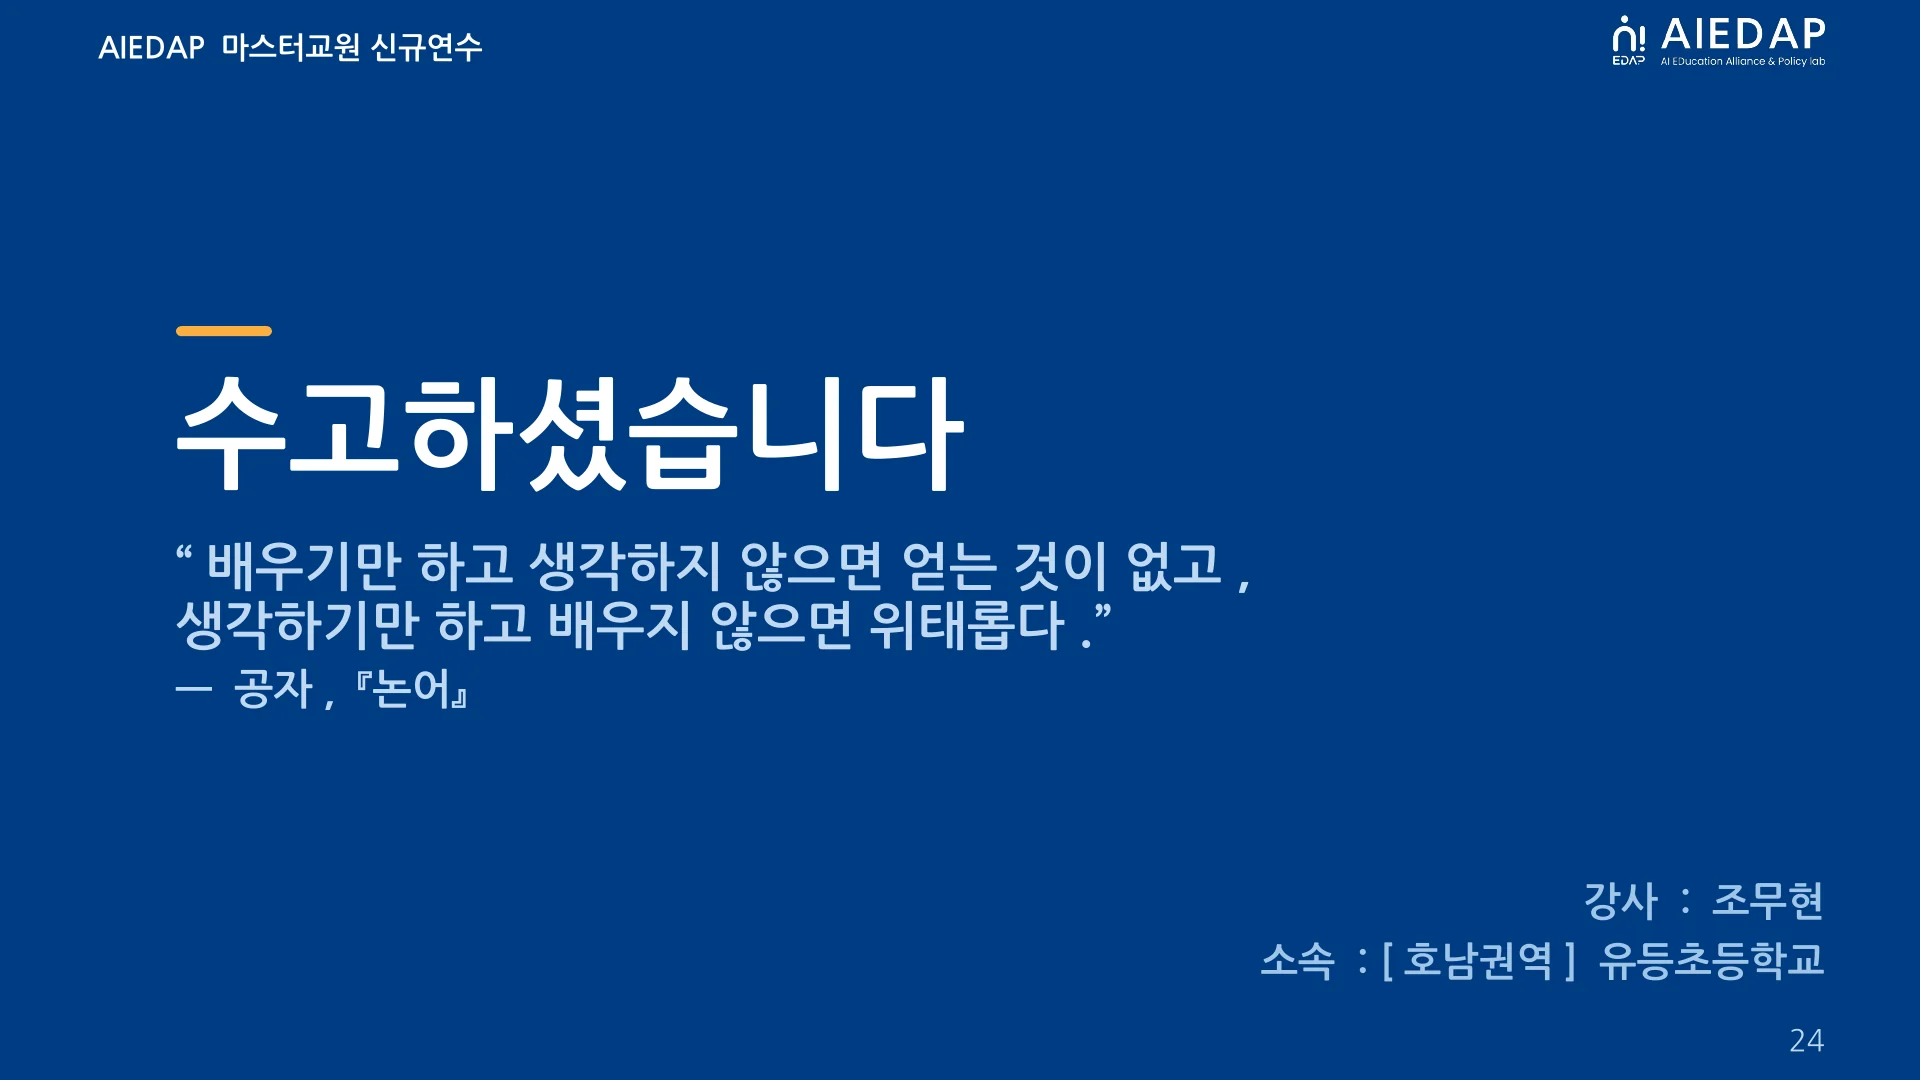 AIEDAP 마스터교원 신규연수
AIEDAP
EDAP
AI EDucation Alliance & Policy lab
수고하셨습니다
“ 배우기만 하고 생각하지 않으면 얻는 것이 없고 ,
생각하기만 하고 배우지 않으면 위태롭다 .”
— 공자 , 『논어』
강사 : 조무현
소속 : [ 호남권역 ] 유등초등학교
24